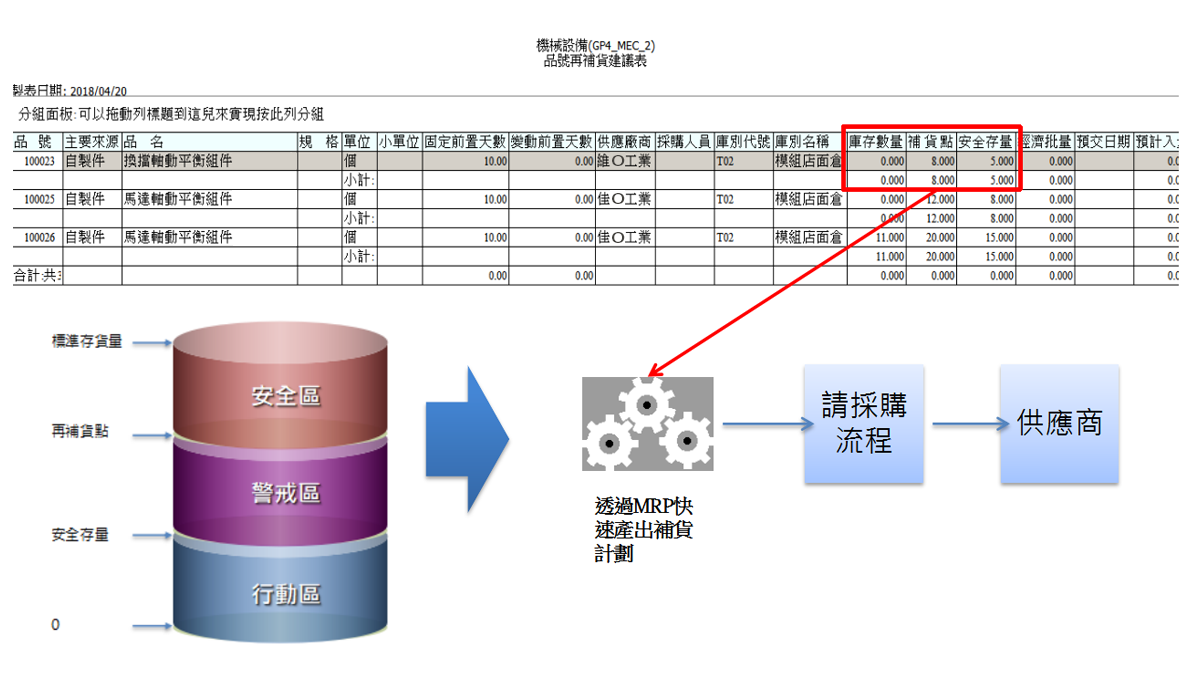 機械設備(GP4_MEC_2)
品號再補貨建議表
製表日期: 2018/04/20
分組面板:可以拖動列標題到這兒來實現按此列分組
品 號 主要來源 品 名 規 格 單位 小單位 固定前置天數 變動前置天數 供應廠商 採購人員 庫別代號 庫別名稱 庫存數量 補貨點 安全存量 經濟批量 預交日期 預計入
100023 自製件 換擋軸動平衡組件 個 10.00 0.00 維O工業 T02 模組店面倉 0.000 8.000 5.000 0.000 0.0
小計: 0.000 8.000 5.000 0.000 0.0
100025 自製件 馬達軸動平衡組件 個 10.00 0.00 佳O工業 T02 模組店面倉 0.000 12.000 8.000 0.000 0.0
小計: 0.000 12.000 8.000 0.000 0.0
100026 自製件 馬達軸動平衡組件 個 10.00 0.00 佳O工業 T02 模組店面倉 11.000 20.000 15.000 0.000 0.0
小計: 11.000 20.000 15.000 0.000 0.0
合計:共3 0.00 0.00 0.000 0.000 0.000 0.000 0.0
標準存貨量
安全區
再補貨點
警戒區
安全存量
行動區
0
透過MRP快
速產出補貨
計劃
請採購
流程
供應商